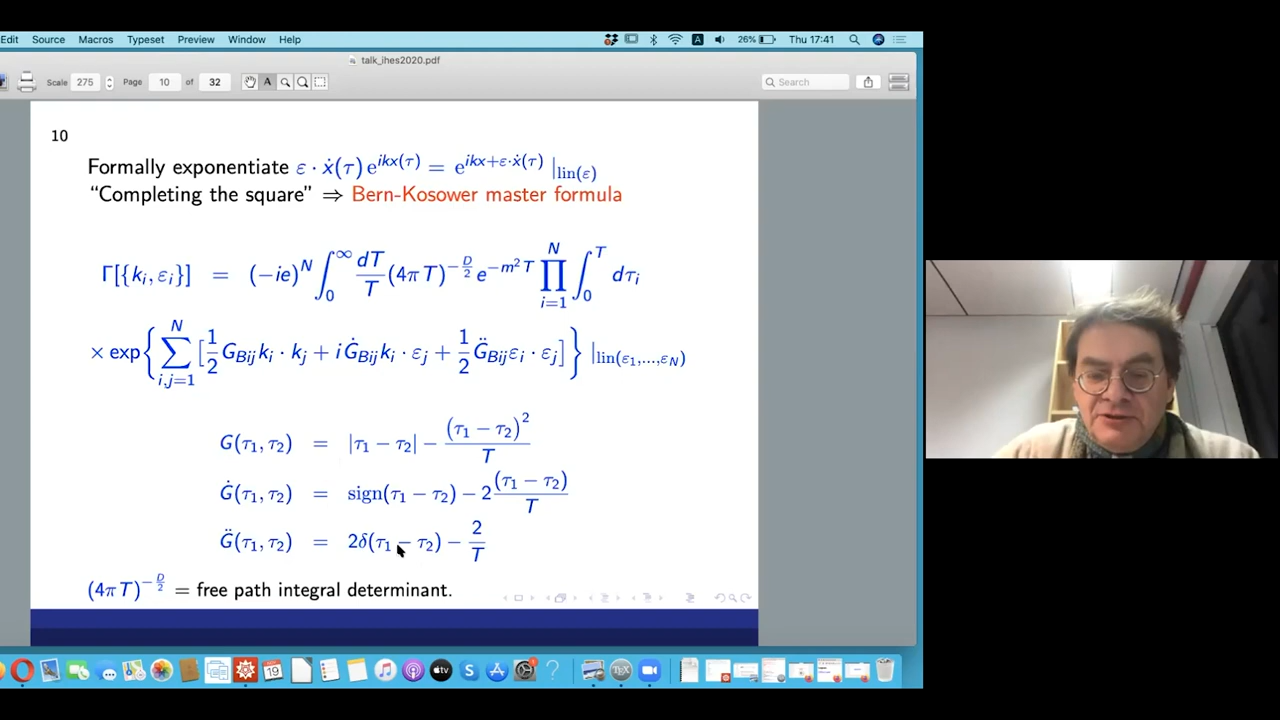 Edit Source Macros Typeset Preview Window Help 26% Thu 17:41
talk_ihes2020.pdf
Scale 275 Page 10 of 32 Search
10
Formally exponentiate ε · ẋ(τ) e^{ikx(τ)} = e^{ikx+ε·ẋ(τ)} |_{lin(ε)}
“Completing the square” ⇒ Bern-Kosower master formula
Γ[{k_i, ε_i}] = (−ie)^N ∫_0^∞ dT/T (4πT)^{−D/2} e^{−m²T} ∏_{i=1}^N ∫_0^T dτ_i
× exp{ ∑_{i,j=1}^N [ 1/2 G_{Bij} k_i · k_j + i Ġ_{Bij} k_i · ε_j + 1/2 G̈_{Bij} ε_i · ε_j ] } |_{lin(ε_1,...,ε_N)}
G(τ_1, τ_2) = |τ_1 − τ_2| − (τ_1 − τ_2)²/T
Ġ(τ_1, τ_2) = sign(τ_1 − τ_2) − 2 (τ_1 − τ_2)/T
G̈(τ_1, τ_2) = 2δ(τ_1 − τ_2) − 2/T
(4πT)^{−D/2} = free path integral determinant.